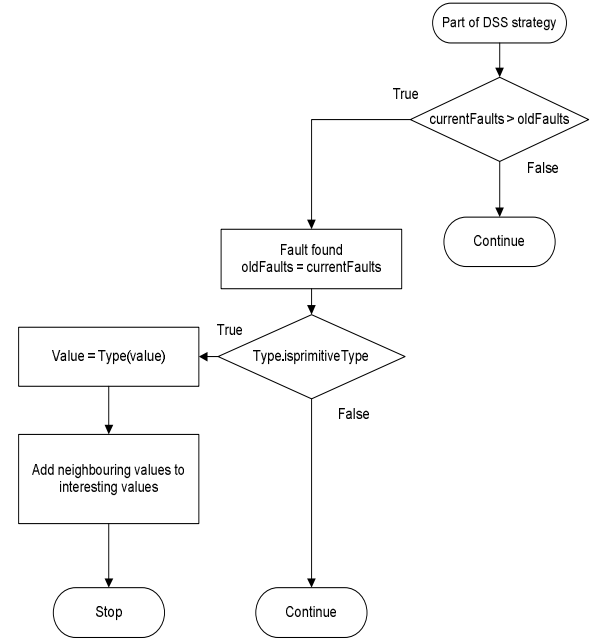 Part of DSS strategy
True
currentFaults > oldFaults
False
Continue
Fault found
oldFaults = currentFaults
True
Type.isprimitiveType
Value = Type(value)
False
Add neighbouring values to
interesting values
Stop
Continue